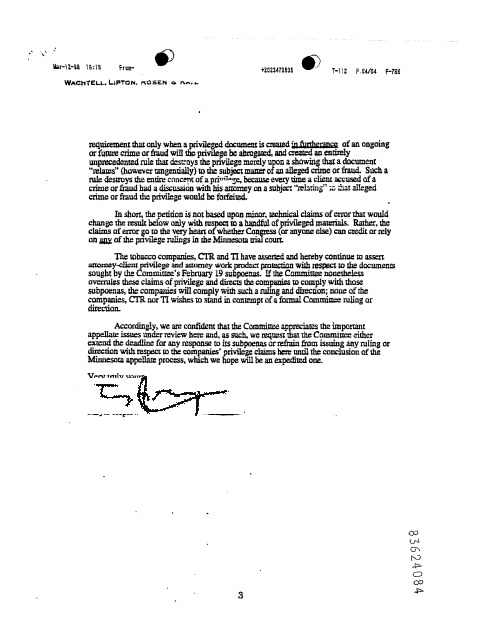 Mar-12-98 15:15 From- +2023470505 T-112 P.04/04 F-785
WACHTELL, LIPTON, ROSEN &
requirement that only when a privileged document is created in furtherance of an ongoing
or future crime or fraud will the privilege be abrogated, and created an entirely
unprecedented rule that destroys the privilege merely upon a showing that a document
"relates" (however tangentially) to the subject matter of an alleged crime or fraud. Such a
rule destroys the entire concept of a privilege, because every time a client accused of a
crime or fraud had a discussion with his attorney on a subject "relating" to that alleged
crime or fraud the privilege would be forfeited.
In short, the petition is not based upon minor, technical claims of error that would
change the result below only with respect to a handful of privileged materials. Rather, the
claims of error go to the very heart of whether Congress (or anyone else) can credit or rely
on any of the privilege rulings in the Minnesota trial court.
The tobacco companies, CTR and TI have asserted and hereby continue to assert
attorney-client privilege and attorney work product protection with respect to the documents
sought by the Committee's February 19 subpoenas. If the Committee nonetheless
overrules these claims of privilege and directs the companies to comply with those
subpoenas, the companies will comply with such a ruling and direction; none of the
companies, CTR nor TI wishes to stand in contempt of a formal Committee ruling or
direction.
Accordingly, we are confident that the Committee appreciates the important
appellate issues under review here and, as such, we request that the Committee either
extend the deadline for any response to its subpoenas or refrain from issuing any ruling or
direction with respect to the companies' privilege claims here until the conclusion of the
Minnesota appellate process, which we hope will be an expedited one.
Very truly yours
83624084
3